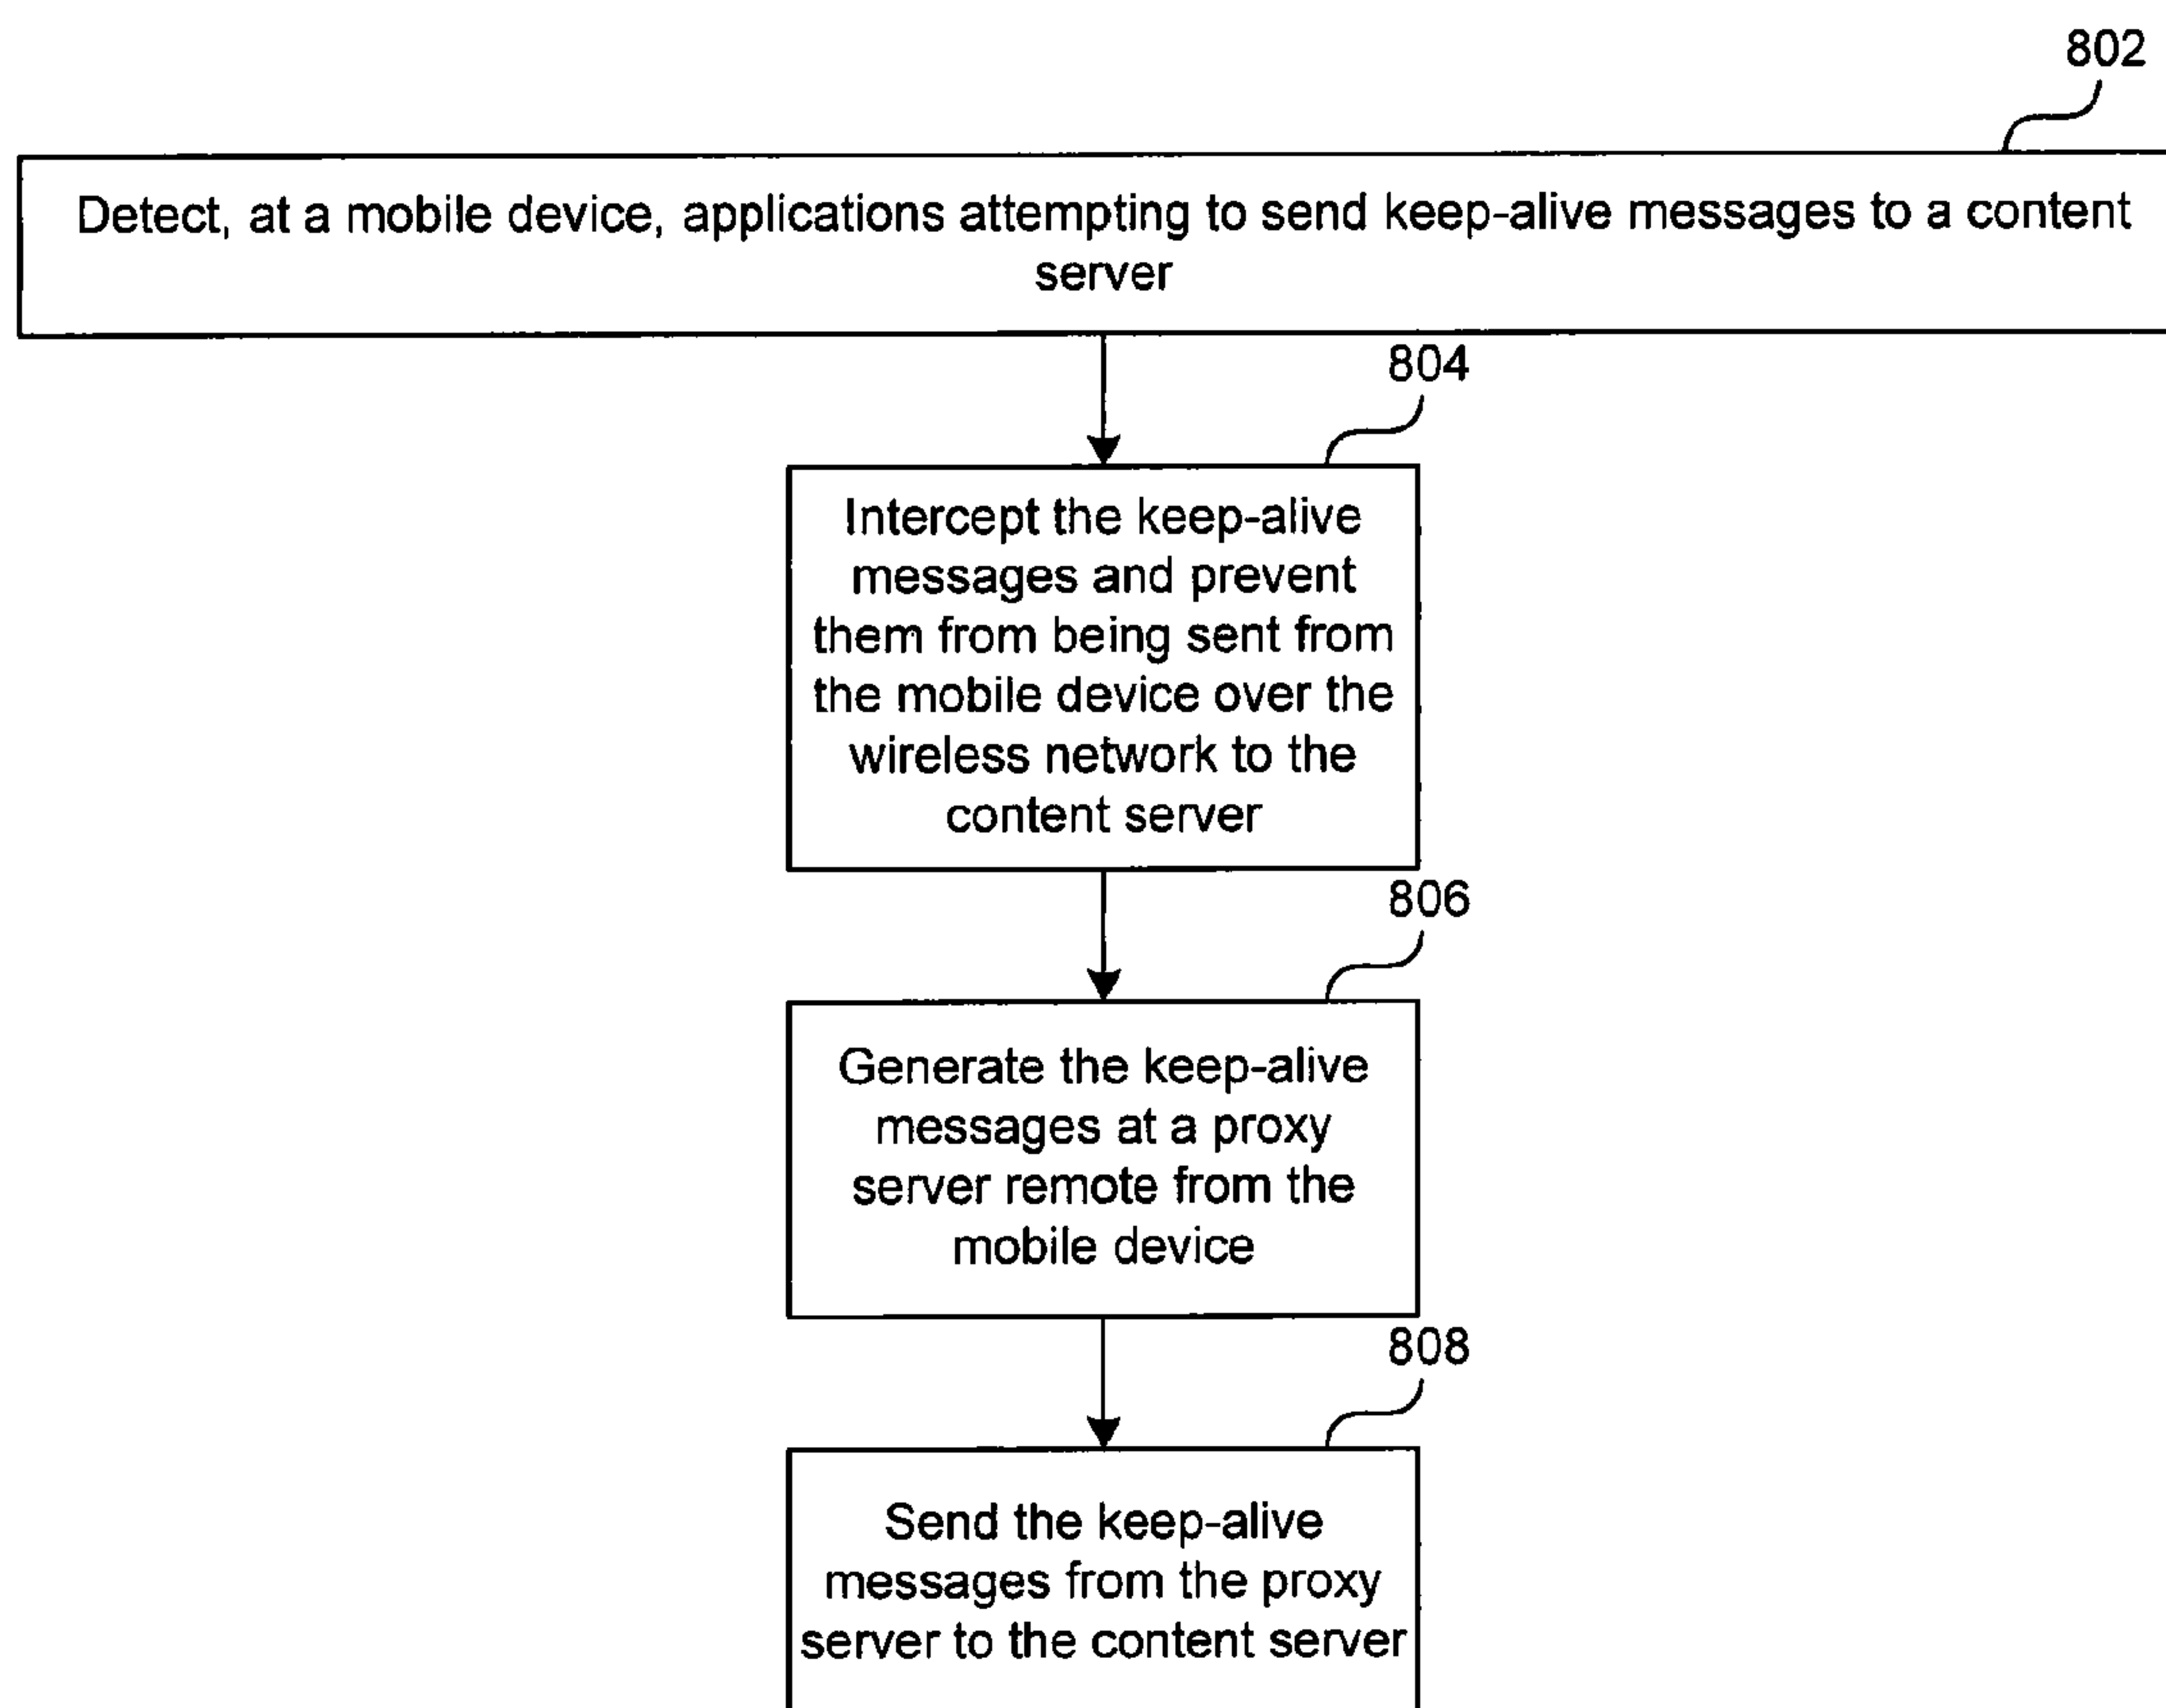 802
Detect, at a mobile device, applications attempting to send keep-alive messages to a content
server
804
Intercept the keep-alive
messages and prevent
them from being sent from
the mobile device over the
wireless network to the
content server
806
Generate the keep-alive
messages at a proxy
server remote from the
mobile device
808
Send the keep-alive
messages from the proxy
server to the content server